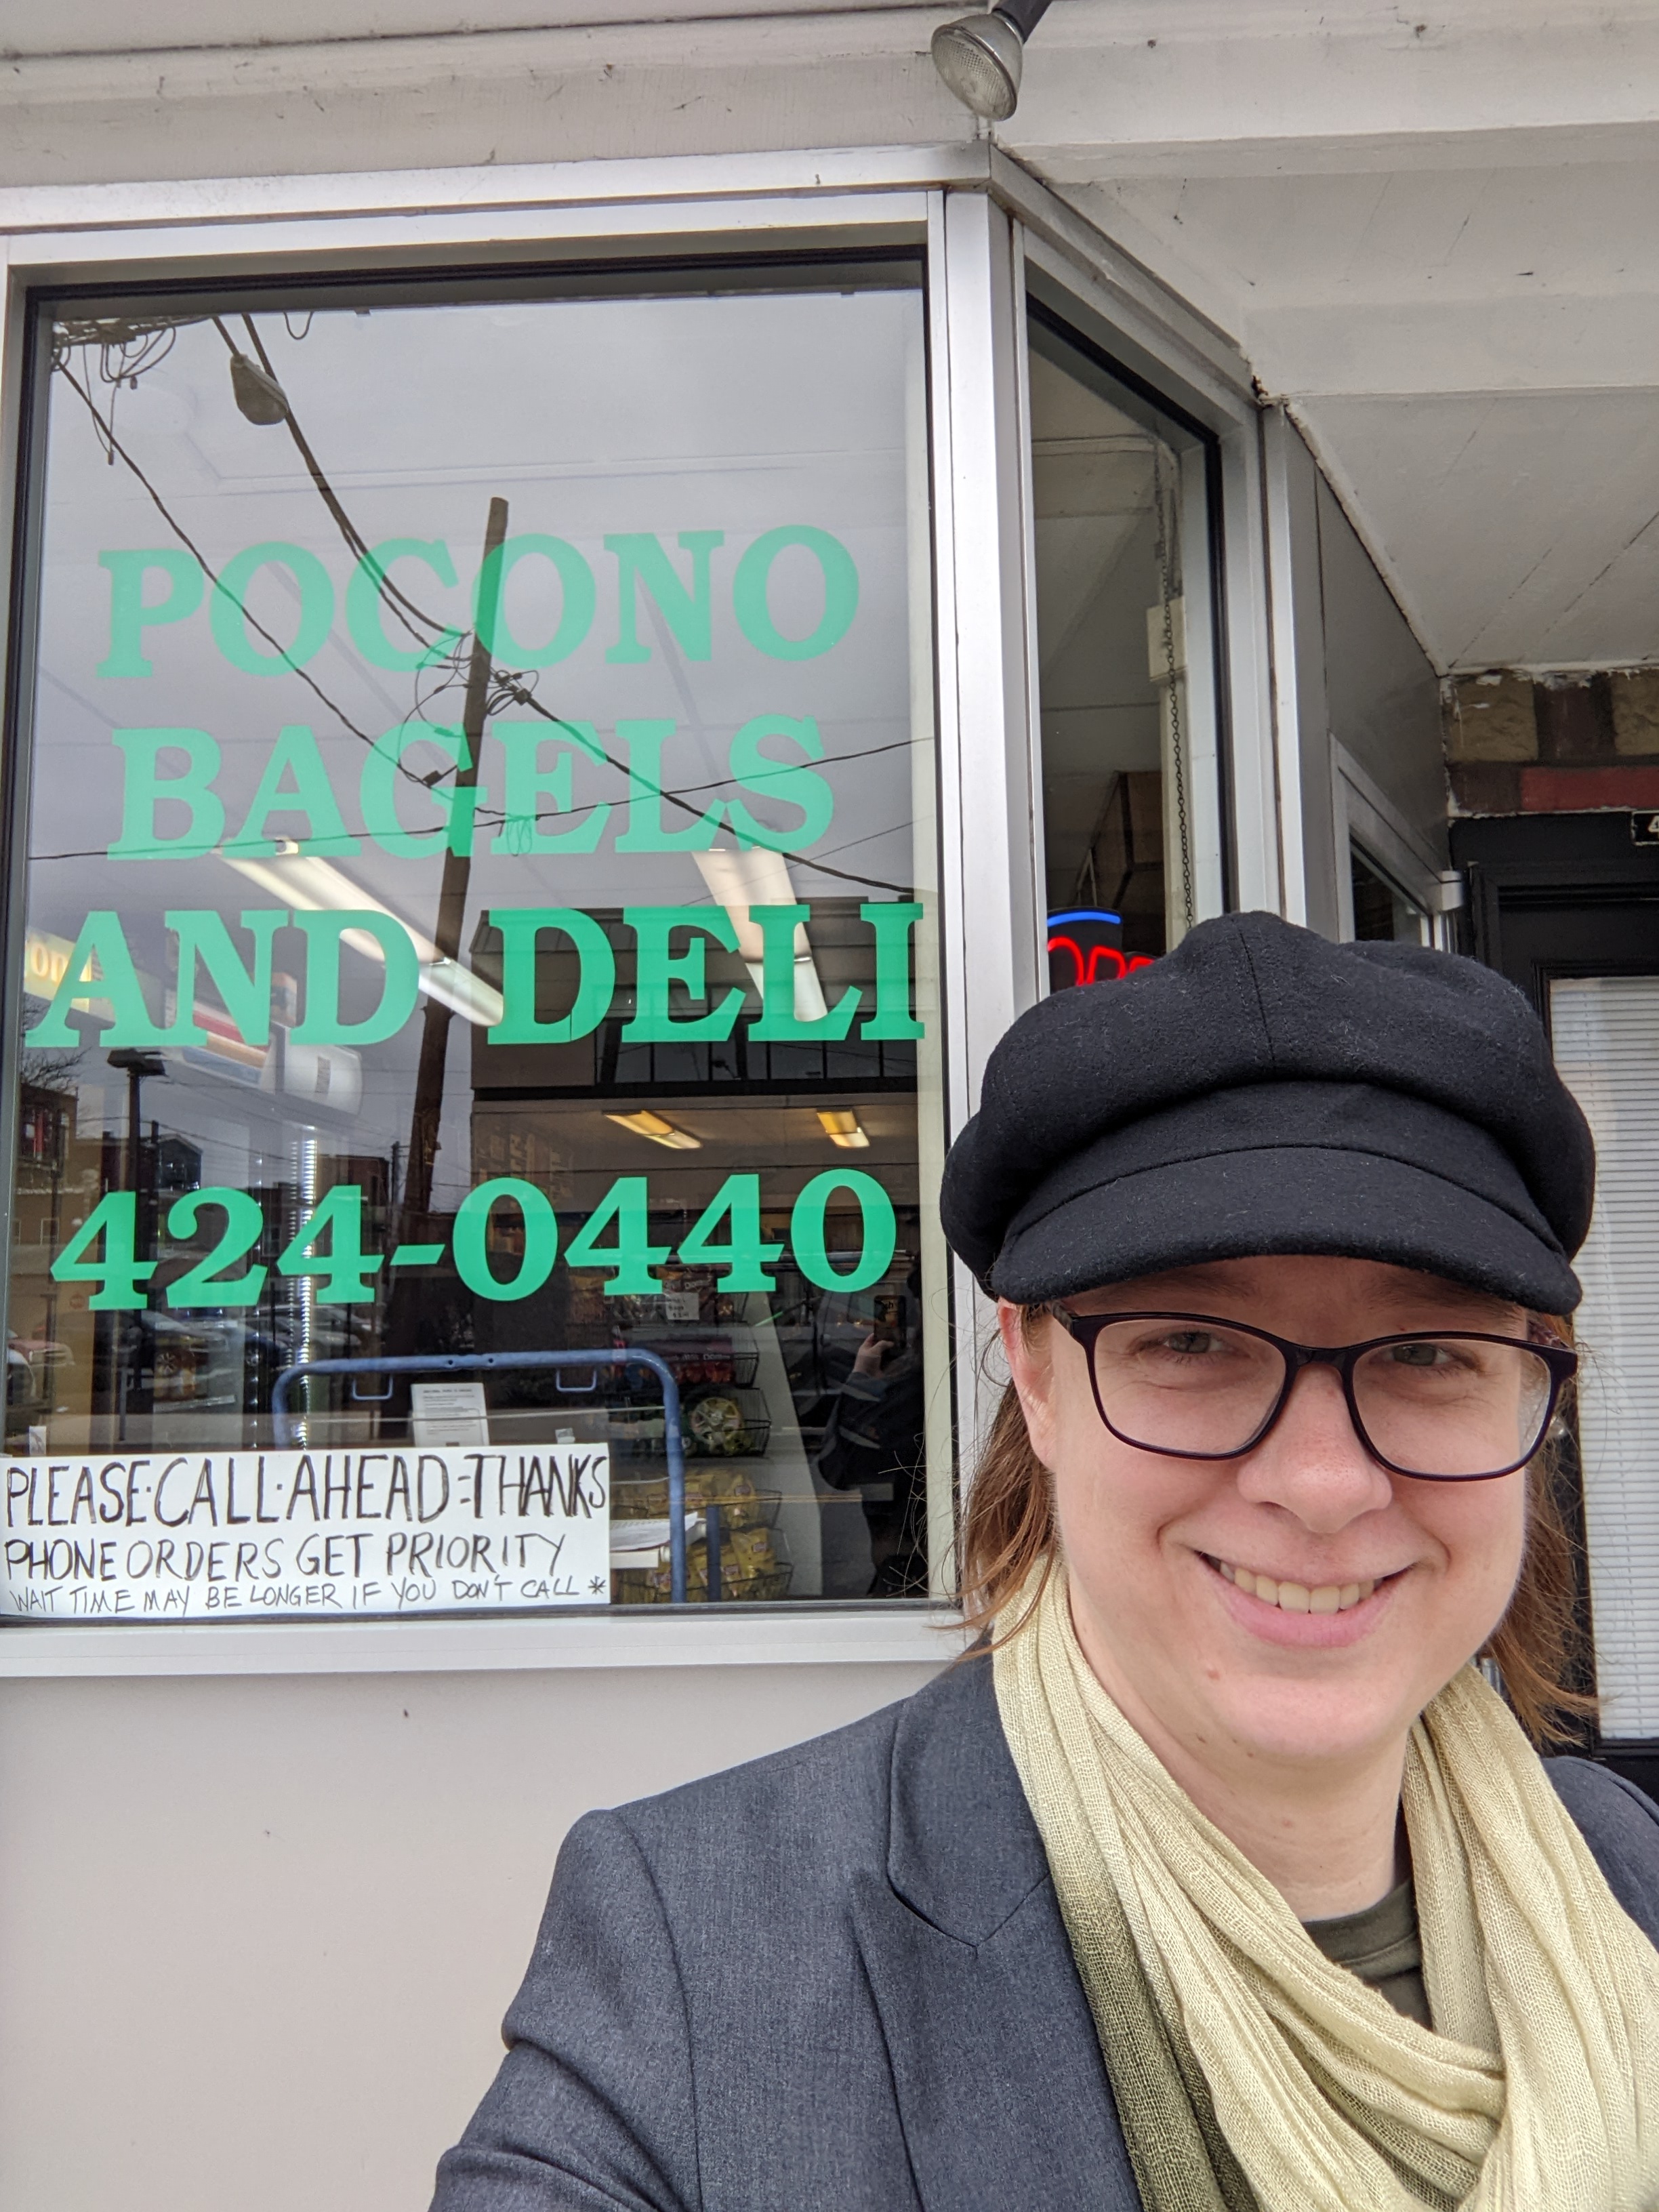 POCONO
BAGELS
AND DELI
424-0440
PLEASE·CALL·AHEAD=THANKS
PHONE ORDERS GET PRIORITY
WAIT TIME MAY BE LONGER IF YOU DON'T CALL *